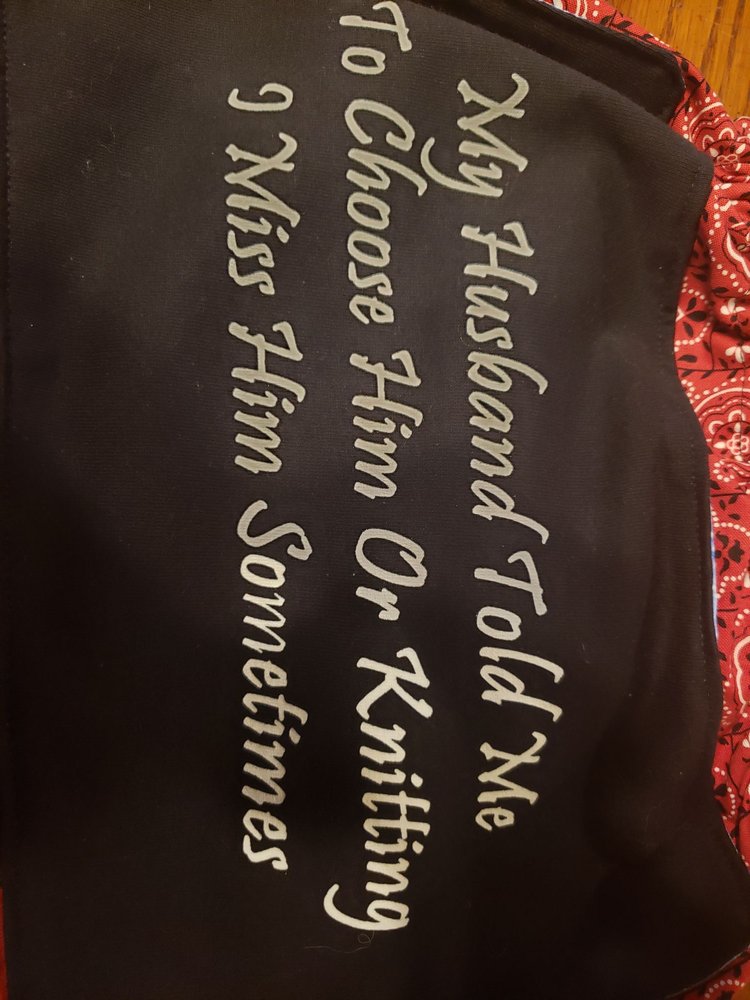 My Husband Told Me
To Choose Him Or Knitting
I Miss Him Sometimes